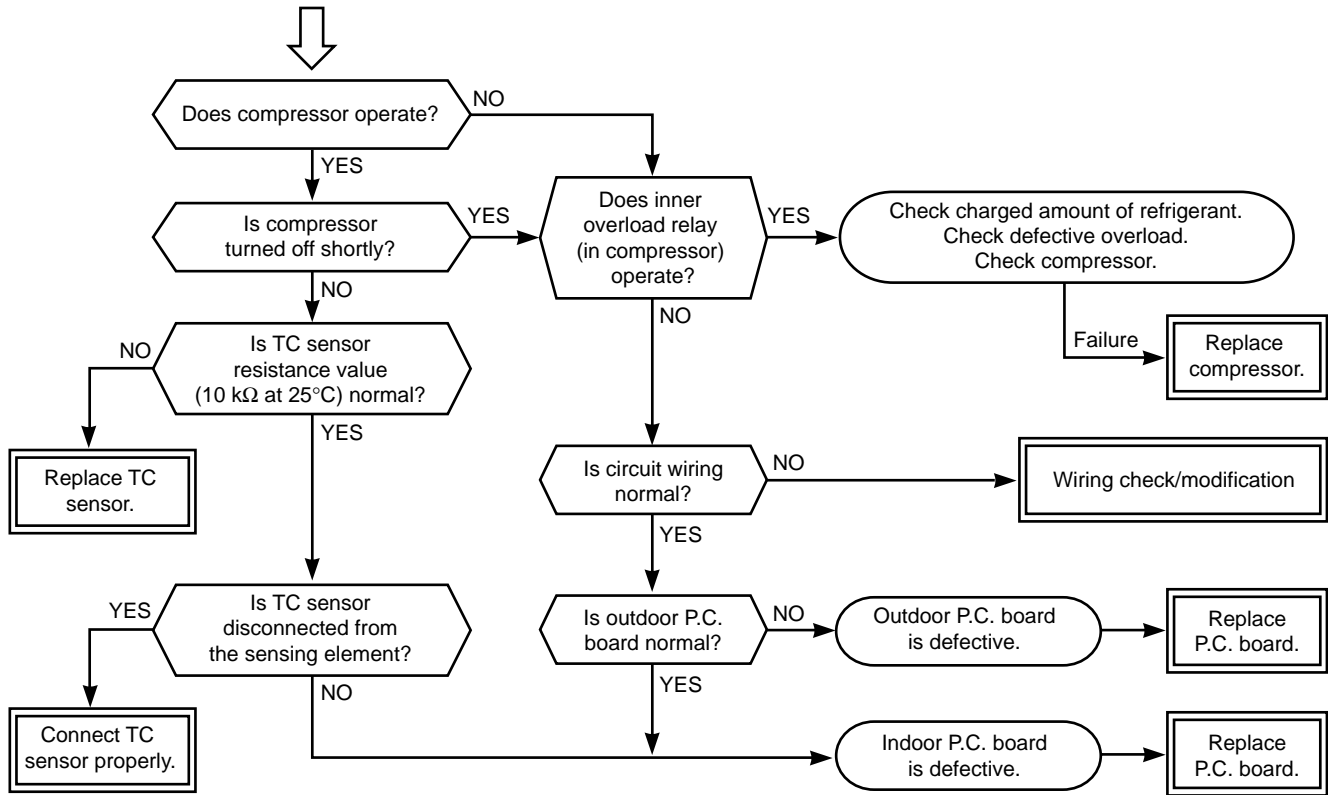 Does compressor operate?
NO
YES
Is compressor
turned off shortly?
YES
NO
Does inner
overload relay
(in compressor)
operate?
YES
NO
Check charged amount of refrigerant.
Check defective overload.
Check compressor.
Failure
Replace
compressor.
Is TC sensor
resistance value
(10 kΩ at 25°C) normal?
NO
YES
Replace TC
sensor.
Is circuit wiring
normal?
NO
YES
Wiring check/modification
Is TC sensor
disconnected from
the sensing element?
YES
NO
Connect TC
sensor properly.
Is outdoor P.C.
board normal?
NO
YES
Outdoor P.C. board
is defective.
Replace
P.C. board.
Indoor P.C. board
is defective.
Replace
P.C. board.